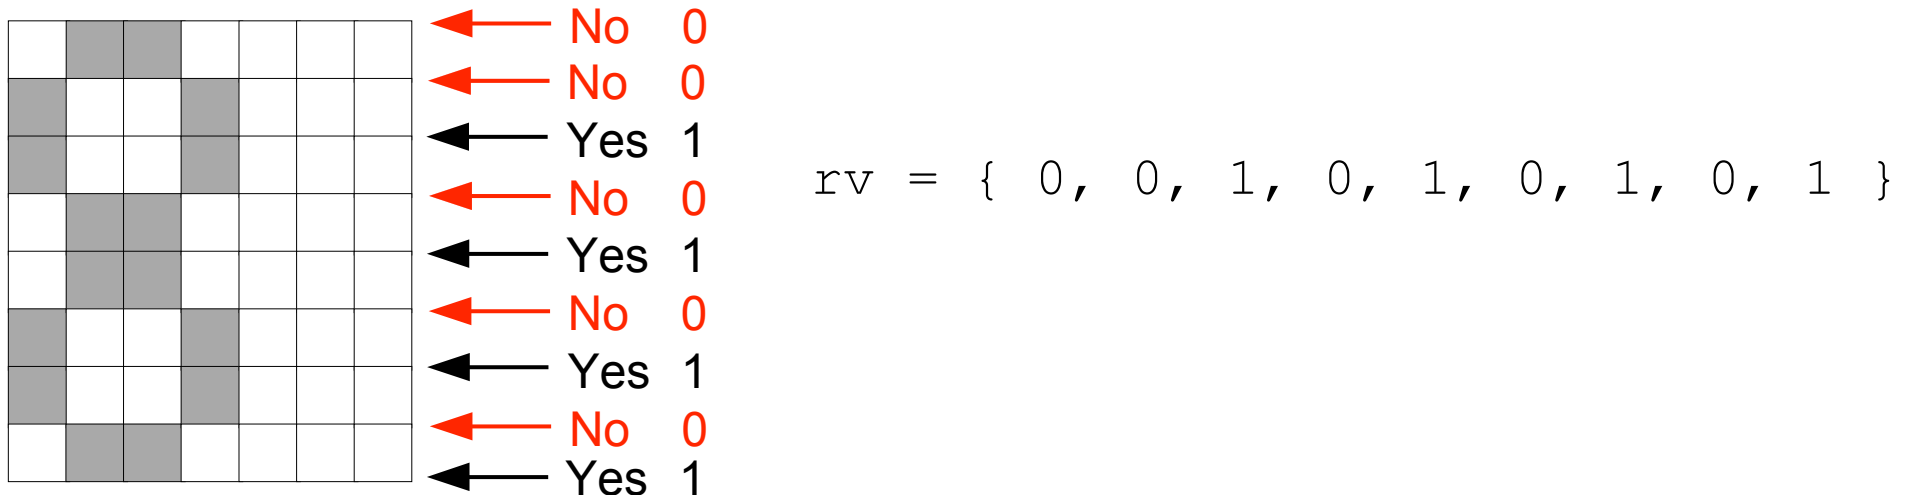 No 0
No 0
Yes 1
No 0
rv = { 0, 0, 1, 0, 1, 0, 1, 0, 1 }
Yes 1
No 0
Yes 1
No 0
Yes 1